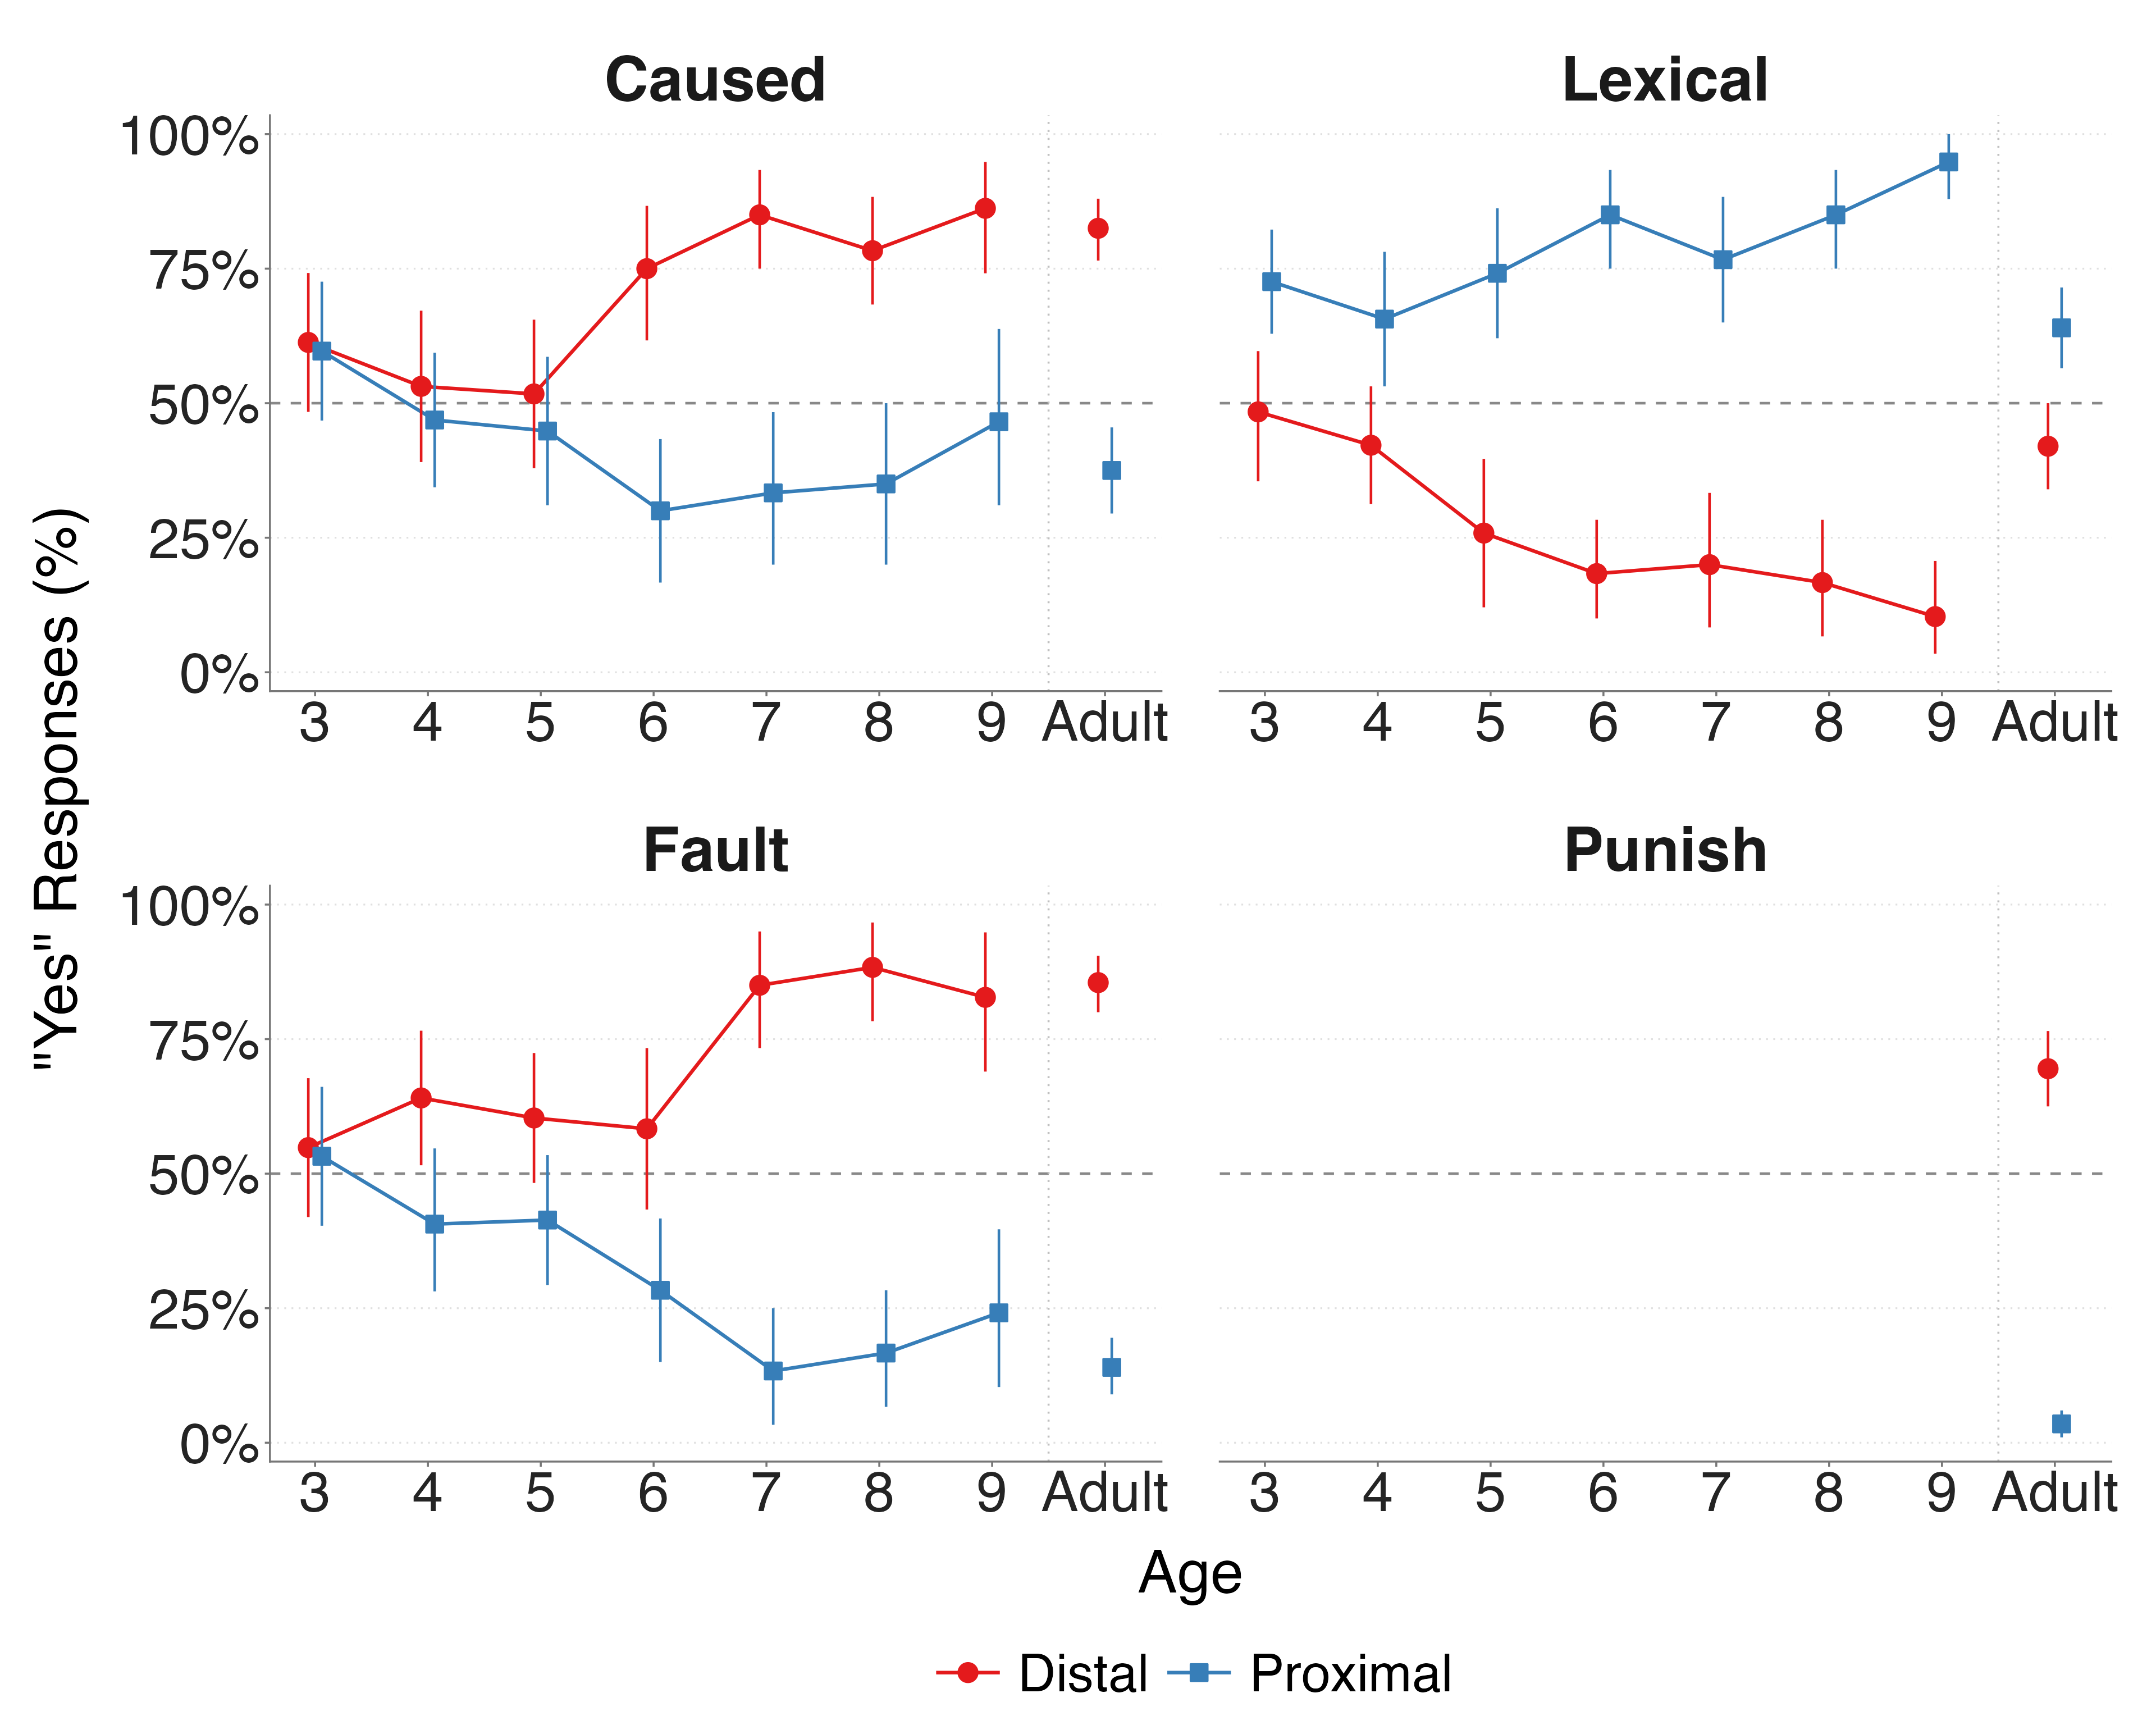 Caused
Lexical
100%
75%
50%
25%
0%
3 4 5 6 7 8 9 Adult
3 4 5 6 7 8 9 Adult
"Yes" Responses (%)
Fault
Punish
100%
75%
50%
25%
0%
3 4 5 6 7 8 9 Adult
3 4 5 6 7 8 9 Adult
Age
Distal Proximal